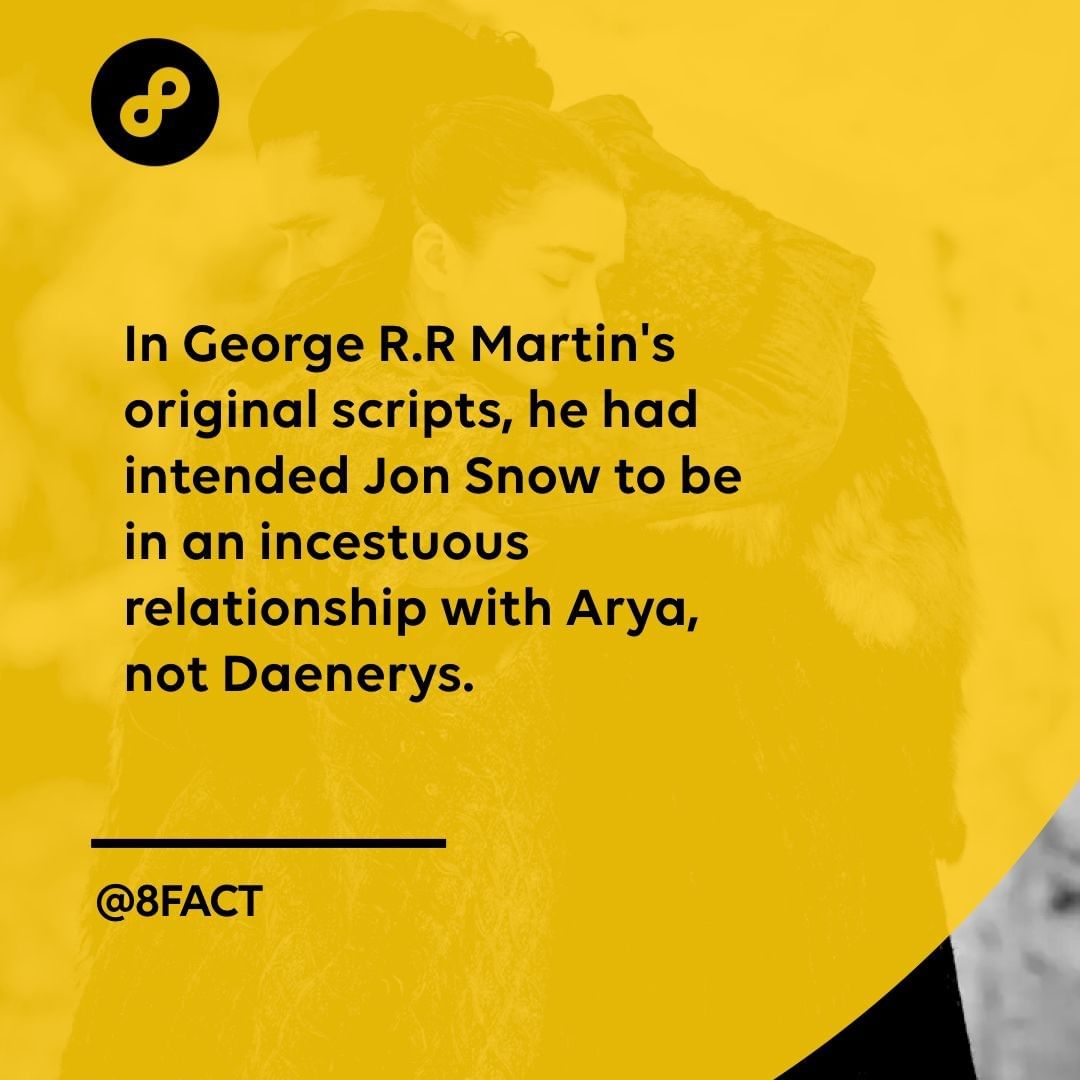 In George R.R Martin's
original scripts, he had
intended Jon Snow to be
in an incestuous
relationship with Arya,
not Daenerys.
@8FACT